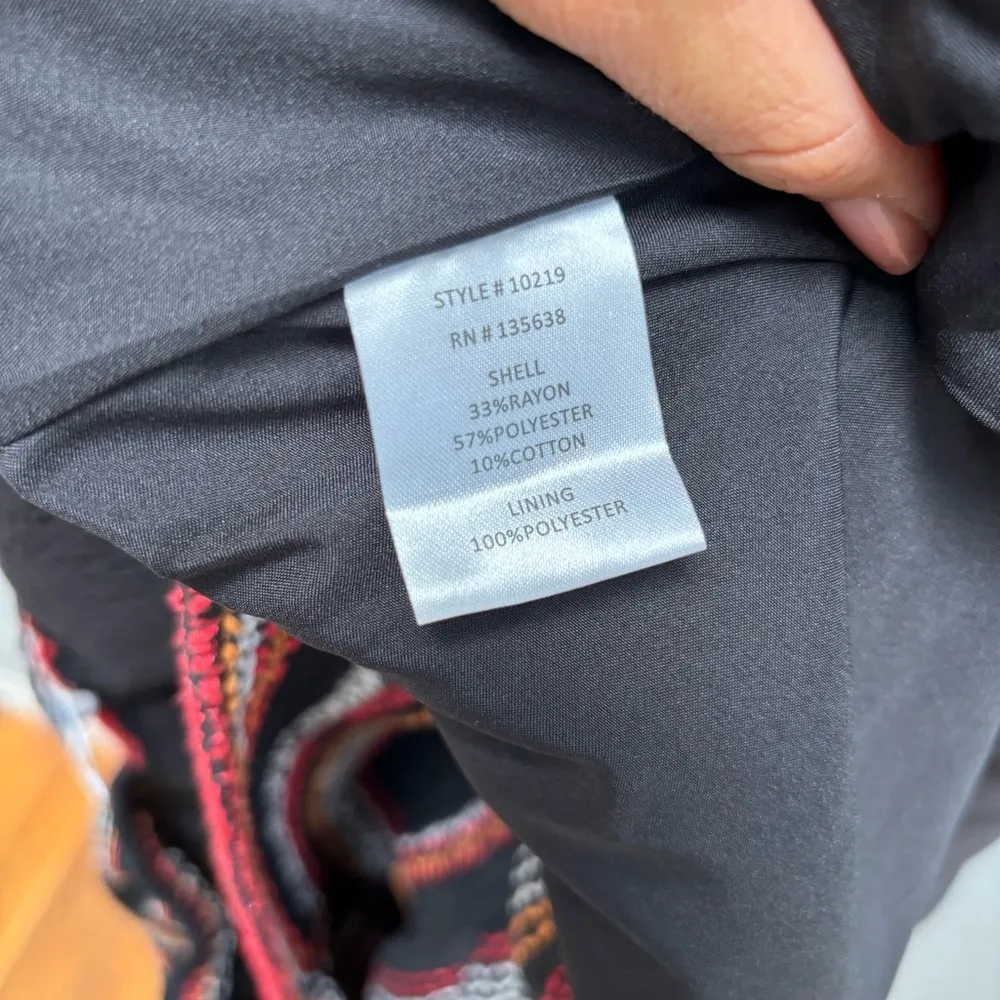 STYLE # 10219
RN # 135638
SHELL
33%RAYON
57%POLYESTER
10%COTTON
LINING
100%POLYESTER